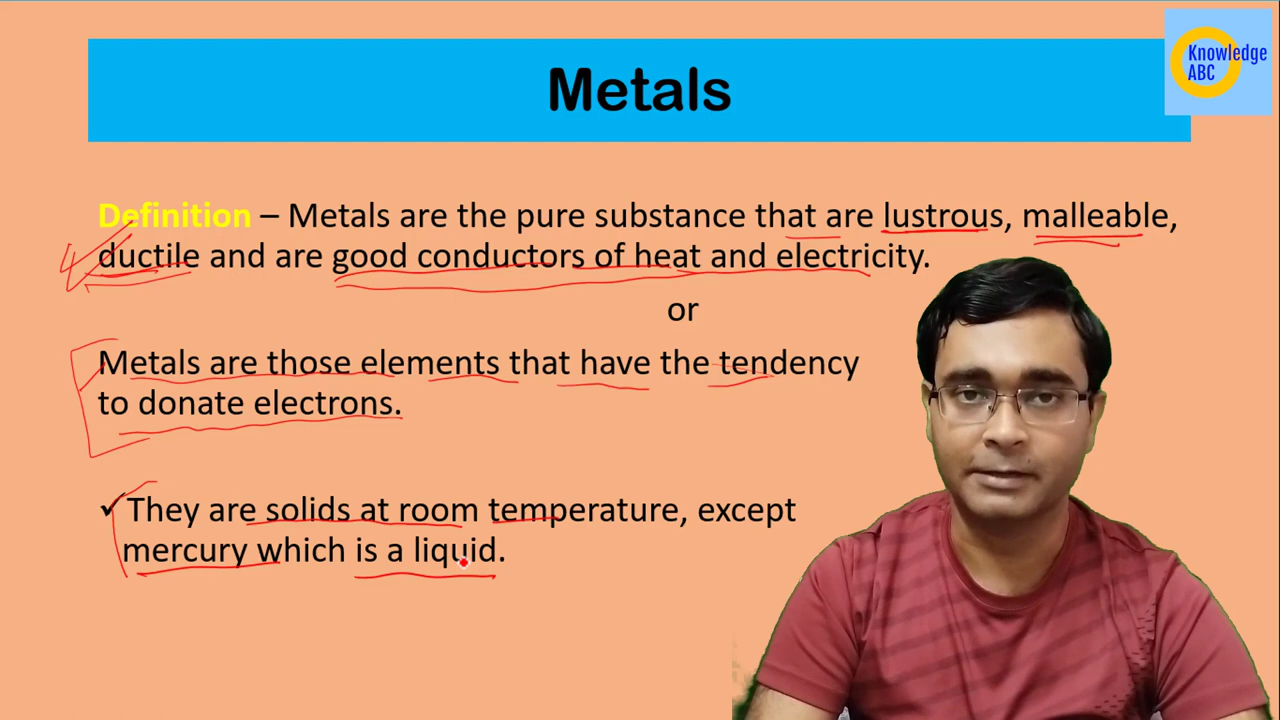 Knowledge
ABC
Metals
Definition – Metals are the pure substance that are lustrous, malleable,
ductile and are good conductors of heat and electricity.
or
Metals are those elements that have the tendency
to donate electrons.
✓They are solids at room temperature, except
mercury which is a liquid.